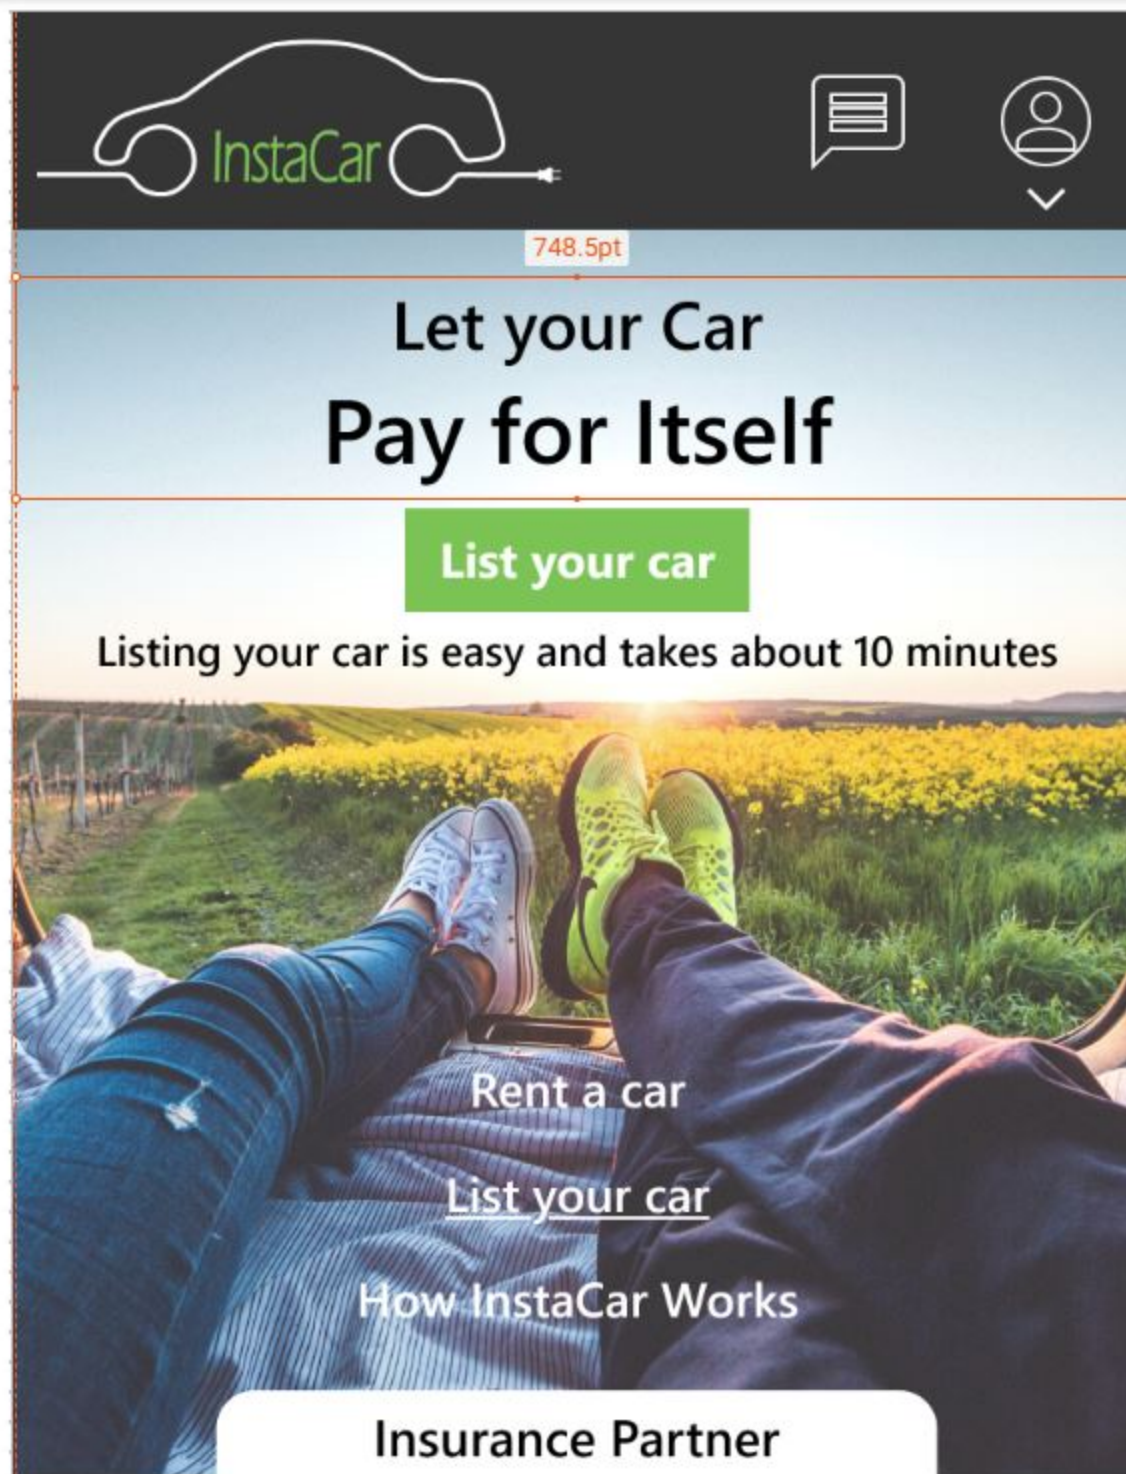 InstaCar
748.5pt
Let your Car
Pay for Itself
List your car
Listing your car is easy and takes about 10 minutes
Rent a car
List your car
How InstaCar Works
Insurance Partner